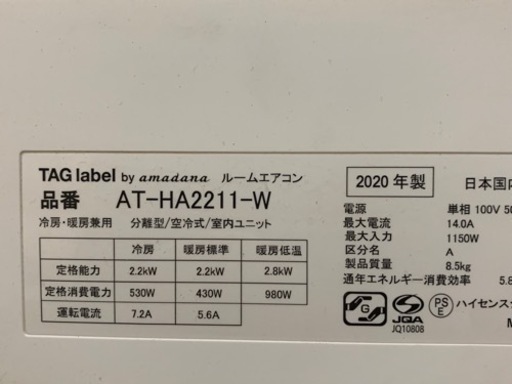 TAG label by amadana ルームエアコン
品番 AT-HA2211-W
冷房・暖房兼用 分離型/空冷式/室内ユニット
冷房 暖房標準 暖房低温
定格能力 2.2kW 2.2kW 2.8kW
定格消費電力 530W 430W 980W
運転電流 7.2A 5.6A
2020 年製 日本国内
電源 単相 100V 50
最大電流 14.0A
最大入力 1150W
区分名 A
製品質量 8.5kg
通年エネルギー消費効率 5.8
G
JQA
JQ10808
PS
E
ハイセンス